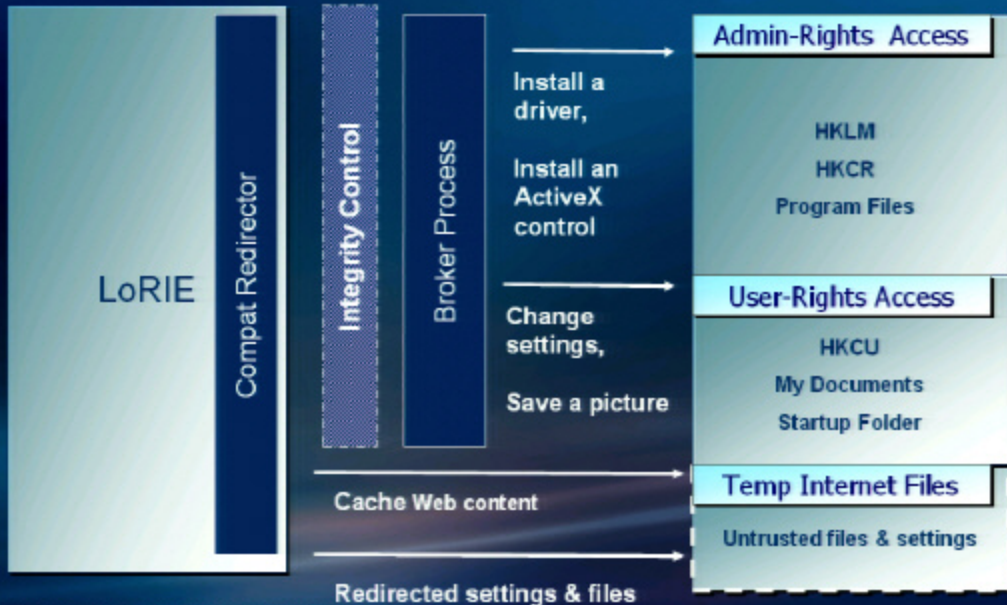 LoRIE
Compat Redirector
Integrity Control
Broker Process
Install a
driver,
Install an
ActiveX
control
Change
settings,
Save a picture
Cache Web content
Redirected settings & files
Admin-Rights Access
HKLM
HKCR
Program Files
User-Rights Access
HKCU
My Documents
Startup Folder
Temp Internet Files
Untrusted files & settings